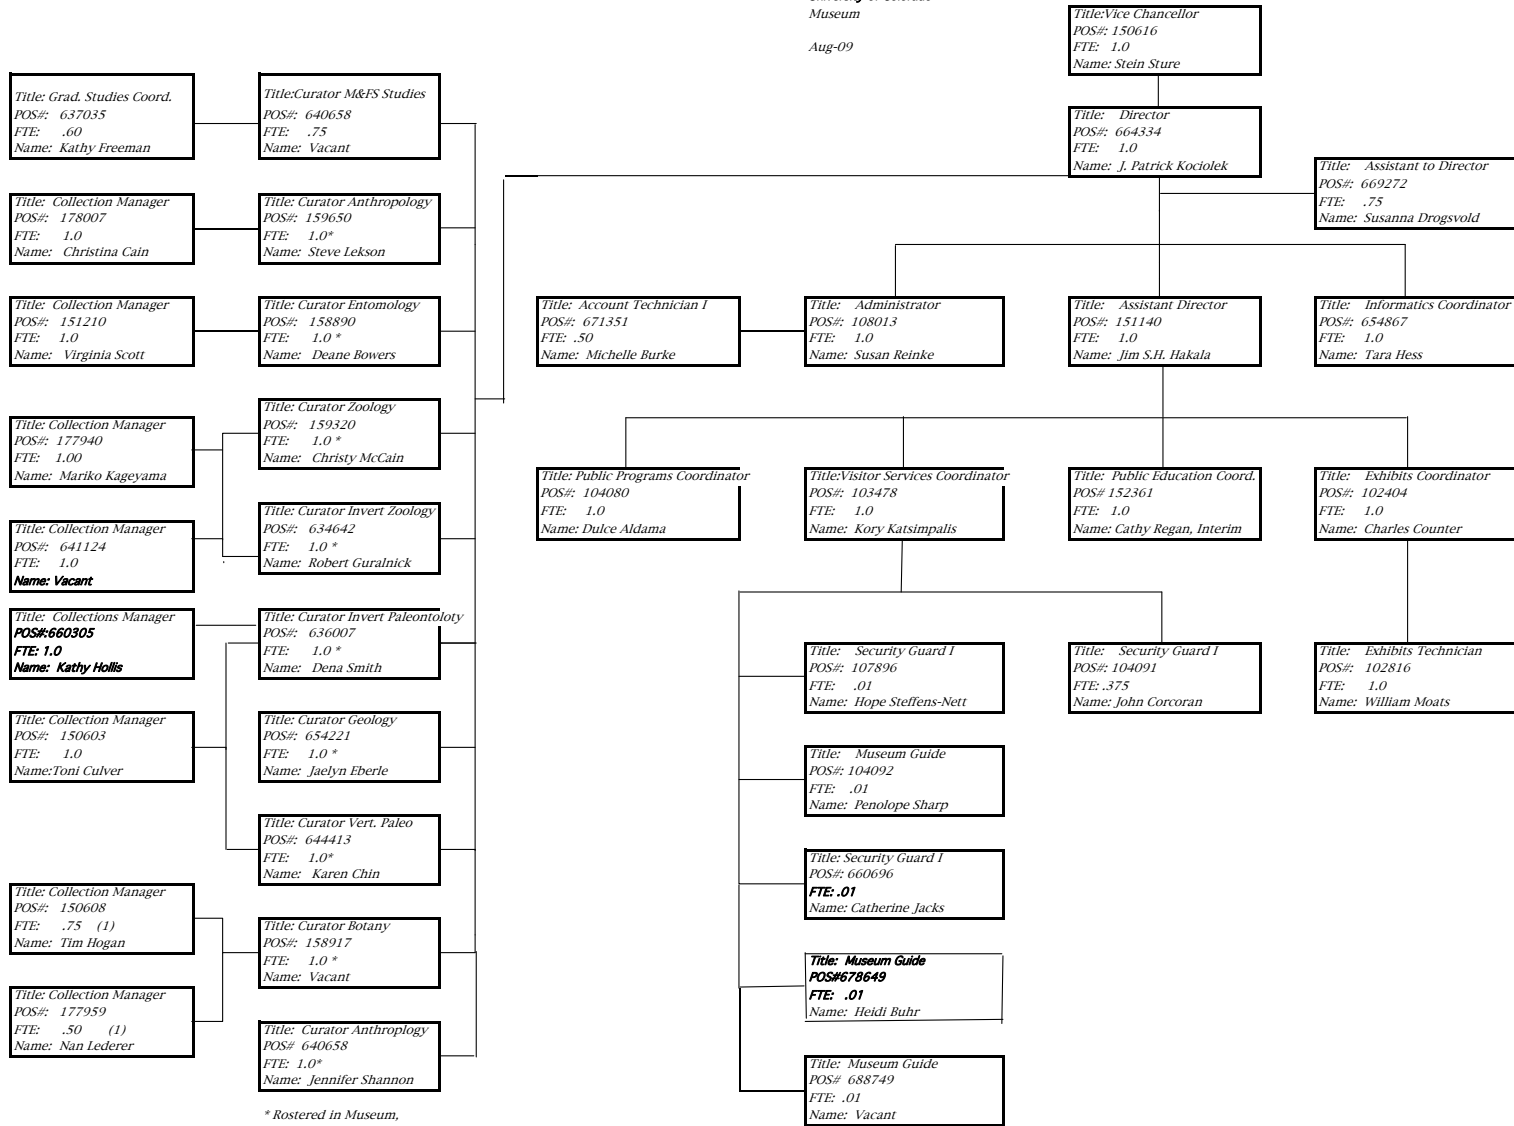 Museum
Aug-09
Title:Vice Chancellor
POS#: 150616
FTE: 1.0
Name: Stein Sture
Title: Director
POS#: 664334
FTE: 1.0
Name: J. Patrick Kociolek
Title: Assistant to Director
POS#: 669272
FTE: .75
Name: Susanna Drogsvold
Title: Grad. Studies Coord.
POS#: 637035
FTE: .60
Name: Kathy Freeman
Title:Curator M&FS Studies
POS#: 640658
FTE: .75
Name: Vacant
Title: Collection Manager
POS#: 178007
FTE: 1.0
Name: Christina Cain
Title: Curator Anthropology
POS#: 159650
FTE: 1.0*
Name: Steve Lekson
Title: Collection Manager
POS#: 151210
FTE: 1.0
Name: Virginia Scott
Title: Curator Entomology
POS#: 158890
FTE: 1.0 *
Name: Deane Bowers
Title: Account Technician I
POS#: 671351
FTE: .50
Name: Michelle Burke
Title: Administrator
POS#: 108013
FTE: 1.0
Name: Susan Reinke
Title: Assistant Director
POS#: 151140
FTE: 1.0
Name: Jim S.H. Hakala
Title: Informatics Coordinator
POS#: 654867
FTE: 1.0
Name: Tara Hess
Title: Collection Manager
POS#: 177940
FTE: 1.00
Name: Mariko Kageyama
Title: Curator Zoology
POS#: 159320
FTE: 1.0 *
Name: Christy McCain
Title: Public Programs Coordinator
POS#: 104080
FTE: 1.0
Name: Dulce Aldama
Title:Visitor Services Coordinator
POS#: 103478
FTE: 1.0
Name: Kory Katsimpalis
Title: Public Education Coord.
POS# 152361
FTE: 1.0
Name: Cathy Regan, Interim
Title: Exhibits Coordinator
POS#: 102404
FTE: 1.0
Name: Charles Counter
Title: Collection Manager
POS#: 641124
FTE: 1.0
Name: Vacant
Title: Curator Invert Zoology
POS#: 634642
FTE: 1.0 *
Name: Robert Guralnick
Title: Collections Manager
POS#:660305
FTE: 1.0
Name: Kathy Hollis
Title: Curator Invert Paleontoloty
POS#: 636007
FTE: 1.0 *
Name: Dena Smith
Title: Security Guard I
POS#: 107896
FTE: .01
Name: Hope Steffens-Nett
Title: Security Guard I
POS#: 104091
FTE: .375
Name: John Corcoran
Title: Exhibits Technician
POS#: 102816
FTE: 1.0
Name: William Moats
Title: Collection Manager
POS#: 150603
FTE: 1.0
Name:Toni Culver
Title: Curator Geology
POS#: 654221
FTE: 1.0 *
Name: Jaelyn Eberle
Title: Museum Guide
POS#: 104092
FTE: .01
Name: Penolope Sharp
Title: Curator Vert. Paleo
POS#: 644413
FTE: 1.0*
Name: Karen Chin
Title: Security Guard I
POS#: 660696
FTE: .01
Name: Catherine Jacks
Title: Collection Manager
POS#: 150608
FTE: .75 (1)
Name: Tim Hogan
Title: Curator Botany
POS#: 158917
FTE: 1.0 *
Name: Vacant
Title: Museum Guide
POS#678649
FTE: .01
Name: Heidi Buhr
Title: Collection Manager
POS#: 177959
FTE: .50 (1)
Name: Nan Lederer
Title: Curator Anthroplogy
POS# 640658
FTE: 1.0*
Name: Jennifer Shannon
Title: Museum Guide
POS# 688749
FTE: .01
Name: Vacant
* Rostered in Museum,